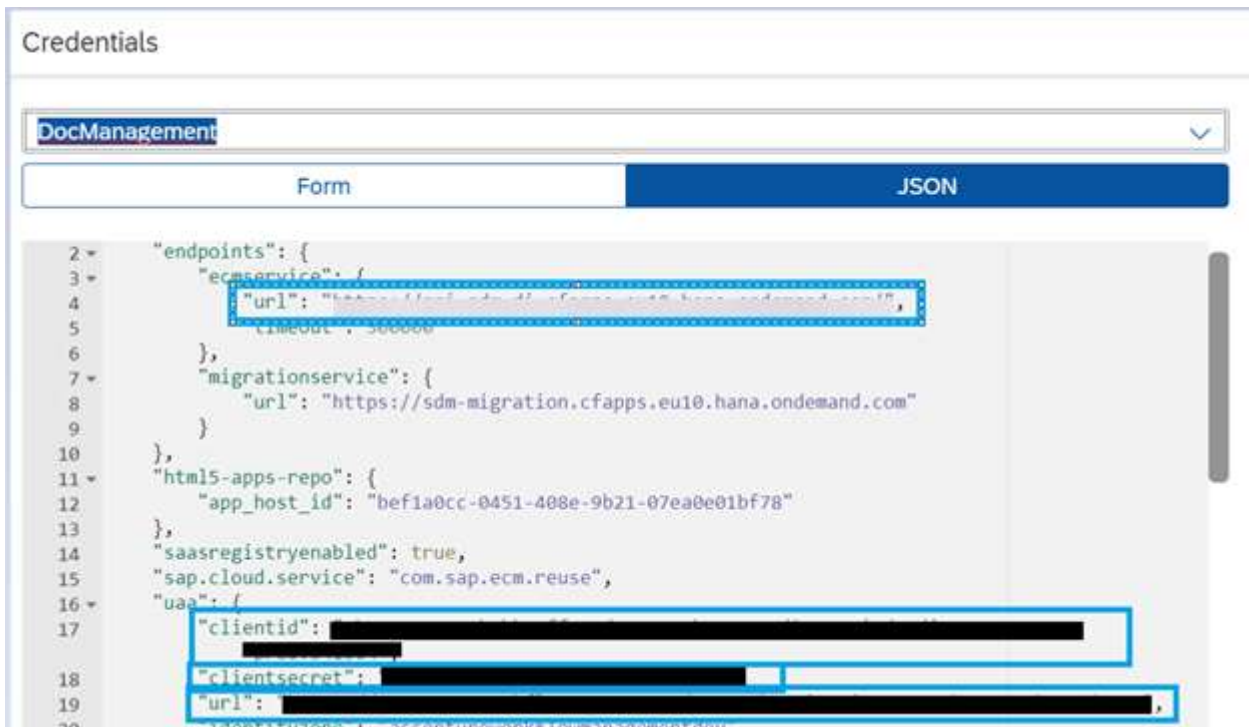 Credentials
DocManagement
Form JSON
2 "endpoints": {
3 "ecmservice": {
4 "url": ",
5 "timeout": 300000
6 },
7 "migrationservice": {
8 "url": "https://sdm-migration.cfapps.eu10.hana.ondemand.com"
9 }
10 },
11 "html5-apps-repo": {
12 "app_host_id": "bef1a0cc-0451-408e-9b21-07ea0e01bf78"
13 },
14 "saasregistryenabled": true,
15 "sap.cloud.service": "com.sap.ecm.reuse",
16 "uaa": {
17 "clientid":
18 "clientsecret":
19 "url": ,